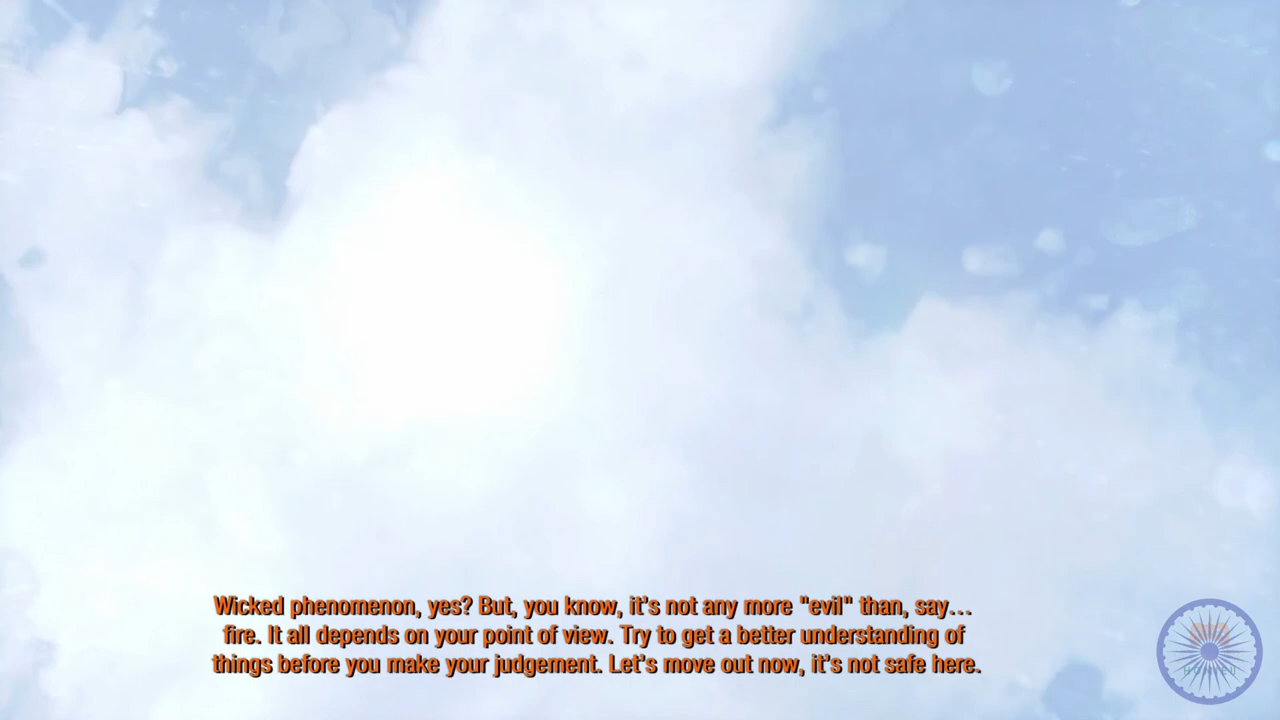 Wicked phenomenon, yes? But, you know, it's not any more "evil" than, say...
fire. It all depends on your point of view. Try to get a better understanding of
things before you make your judgement. Let's move out now, it's not safe here.